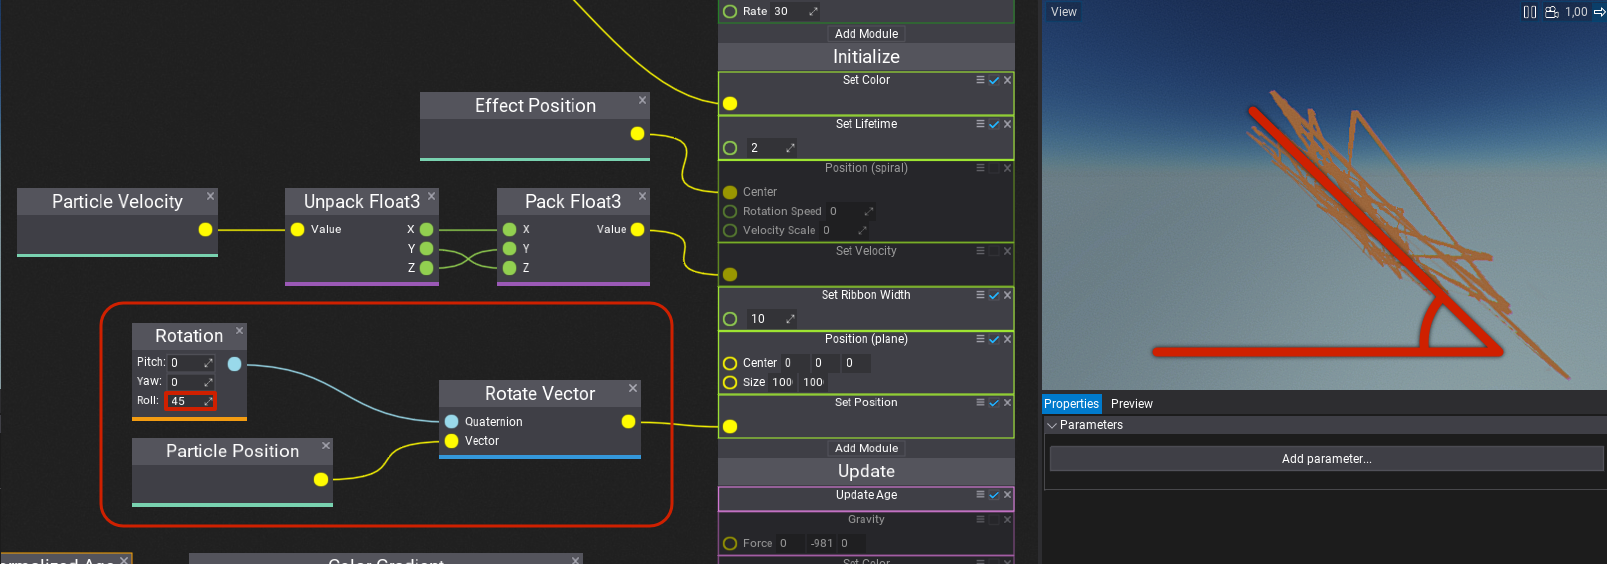 Rate 30
Add Module
Initialize
Set Color
Set Lifetime
2
Position (spiral)
Center
Rotation Speed 0
Velocity Scale 0
Set Velocity
Set Ribbon Width
10
Position (plane)
Center 0 0 0
Size 100 100
Set Position
Add Module
Update
Update Age
Gravity
Force 0 -981 0
Set Color
Effect Position
Particle Velocity
Unpack Float3
Value X
Y
Z
Pack Float3
X Value
Y
Z
Rotation
Pitch: 0
Yaw: 0
Roll: 45
Particle Position
Rotate Vector
Quaternion
Vector
Color Gradient
View
1,00
Properties Preview
Parameters
Add parameter...